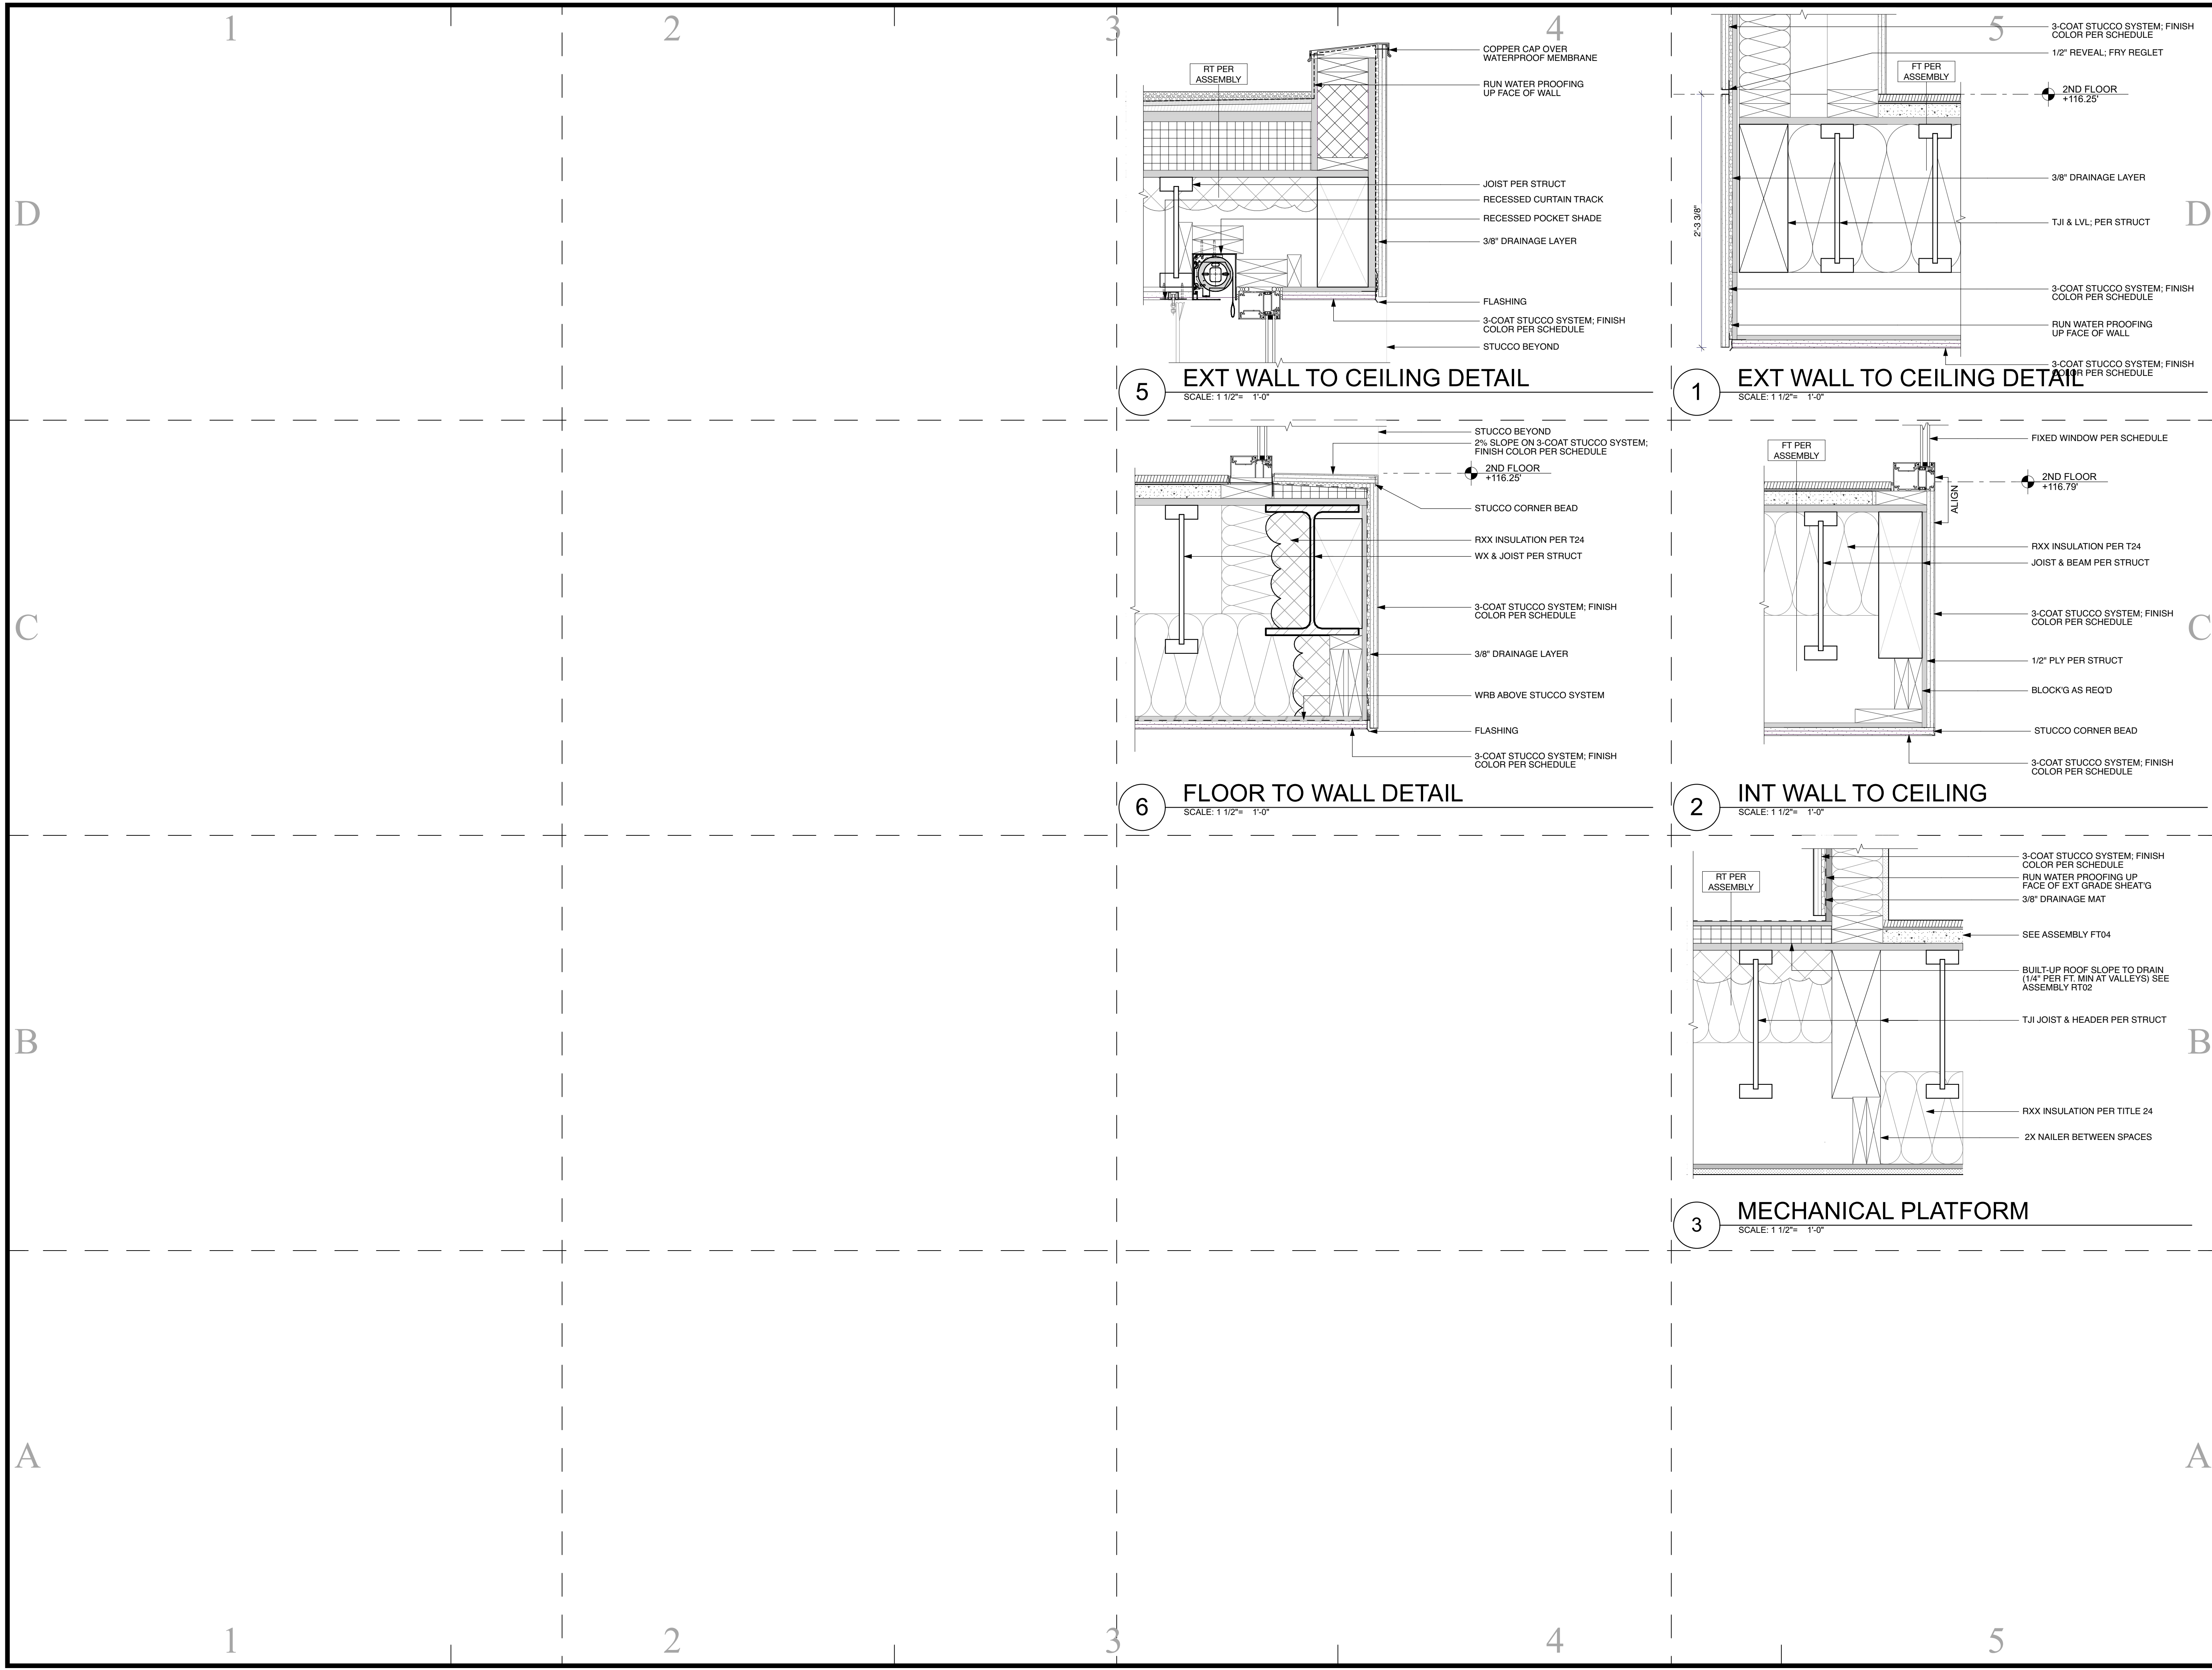 1
2
3
4
5
D
D
C
C
B
B
A
A
1
2
3
4
5
COPPER CAP OVER
WATERPROOF MEMBRANE
RT PER
ASSEMBLY
RUN WATER PROOFING
UP FACE OF WALL
JOIST PER STRUCT
RECESSED CURTAIN TRACK
RECESSED POCKET SHADE
3/8" DRAINAGE LAYER
FLASHING
3-COAT STUCCO SYSTEM; FINISH
COLOR PER SCHEDULE
STUCCO BEYOND
5
EXT WALL TO CEILING DETAIL
SCALE: 1 1/2"= 1'-0"
3-COAT STUCCO SYSTEM; FINISH
COLOR PER SCHEDULE
1/2" REVEAL; FRY REGLET
FT PER
ASSEMBLY
2ND FLOOR
+116.25'
3/8" DRAINAGE LAYER
2'-3 3/8"
TJI & LVL; PER STRUCT
3-COAT STUCCO SYSTEM; FINISH
COLOR PER SCHEDULE
RUN WATER PROOFING
UP FACE OF WALL
3-COAT STUCCO SYSTEM; FINISH
COLOR PER SCHEDULE
1
EXT WALL TO CEILING DETAIL
SCALE: 1 1/2"= 1'-0"
STUCCO BEYOND
2% SLOPE ON 3-COAT STUCCO SYSTEM;
FINISH COLOR PER SCHEDULE
2ND FLOOR
+116.25'
STUCCO CORNER BEAD
RXX INSULATION PER T24
WX & JOIST PER STRUCT
3-COAT STUCCO SYSTEM; FINISH
COLOR PER SCHEDULE
3/8" DRAINAGE LAYER
WRB ABOVE STUCCO SYSTEM
FLASHING
3-COAT STUCCO SYSTEM; FINISH
COLOR PER SCHEDULE
6
FLOOR TO WALL DETAIL
SCALE: 1 1/2"= 1'-0"
FT PER
ASSEMBLY
FIXED WINDOW PER SCHEDULE
2ND FLOOR
+116.79'
ALIGN
RXX INSULATION PER T24
JOIST & BEAM PER STRUCT
3-COAT STUCCO SYSTEM; FINISH
COLOR PER SCHEDULE
1/2" PLY PER STRUCT
BLOCK'G AS REQ'D
STUCCO CORNER BEAD
3-COAT STUCCO SYSTEM; FINISH
COLOR PER SCHEDULE
2
INT WALL TO CEILING
SCALE: 1 1/2"= 1'-0"
3-COAT STUCCO SYSTEM; FINISH
COLOR PER SCHEDULE
RT PER
ASSEMBLY
RUN WATER PROOFING UP
FACE OF EXT GRADE SHEAT'G
3/8" DRAINAGE MAT
SEE ASSEMBLY FT04
BUILT-UP ROOF SLOPE TO DRAIN
(1/4" PER FT. MIN AT VALLEYS) SEE
ASSEMBLY RT02
TJI JOIST & HEADER PER STRUCT
RXX INSULATION PER TITLE 24
2X NAILER BETWEEN SPACES
3
MECHANICAL PLATFORM
SCALE: 1 1/2"= 1'-0"